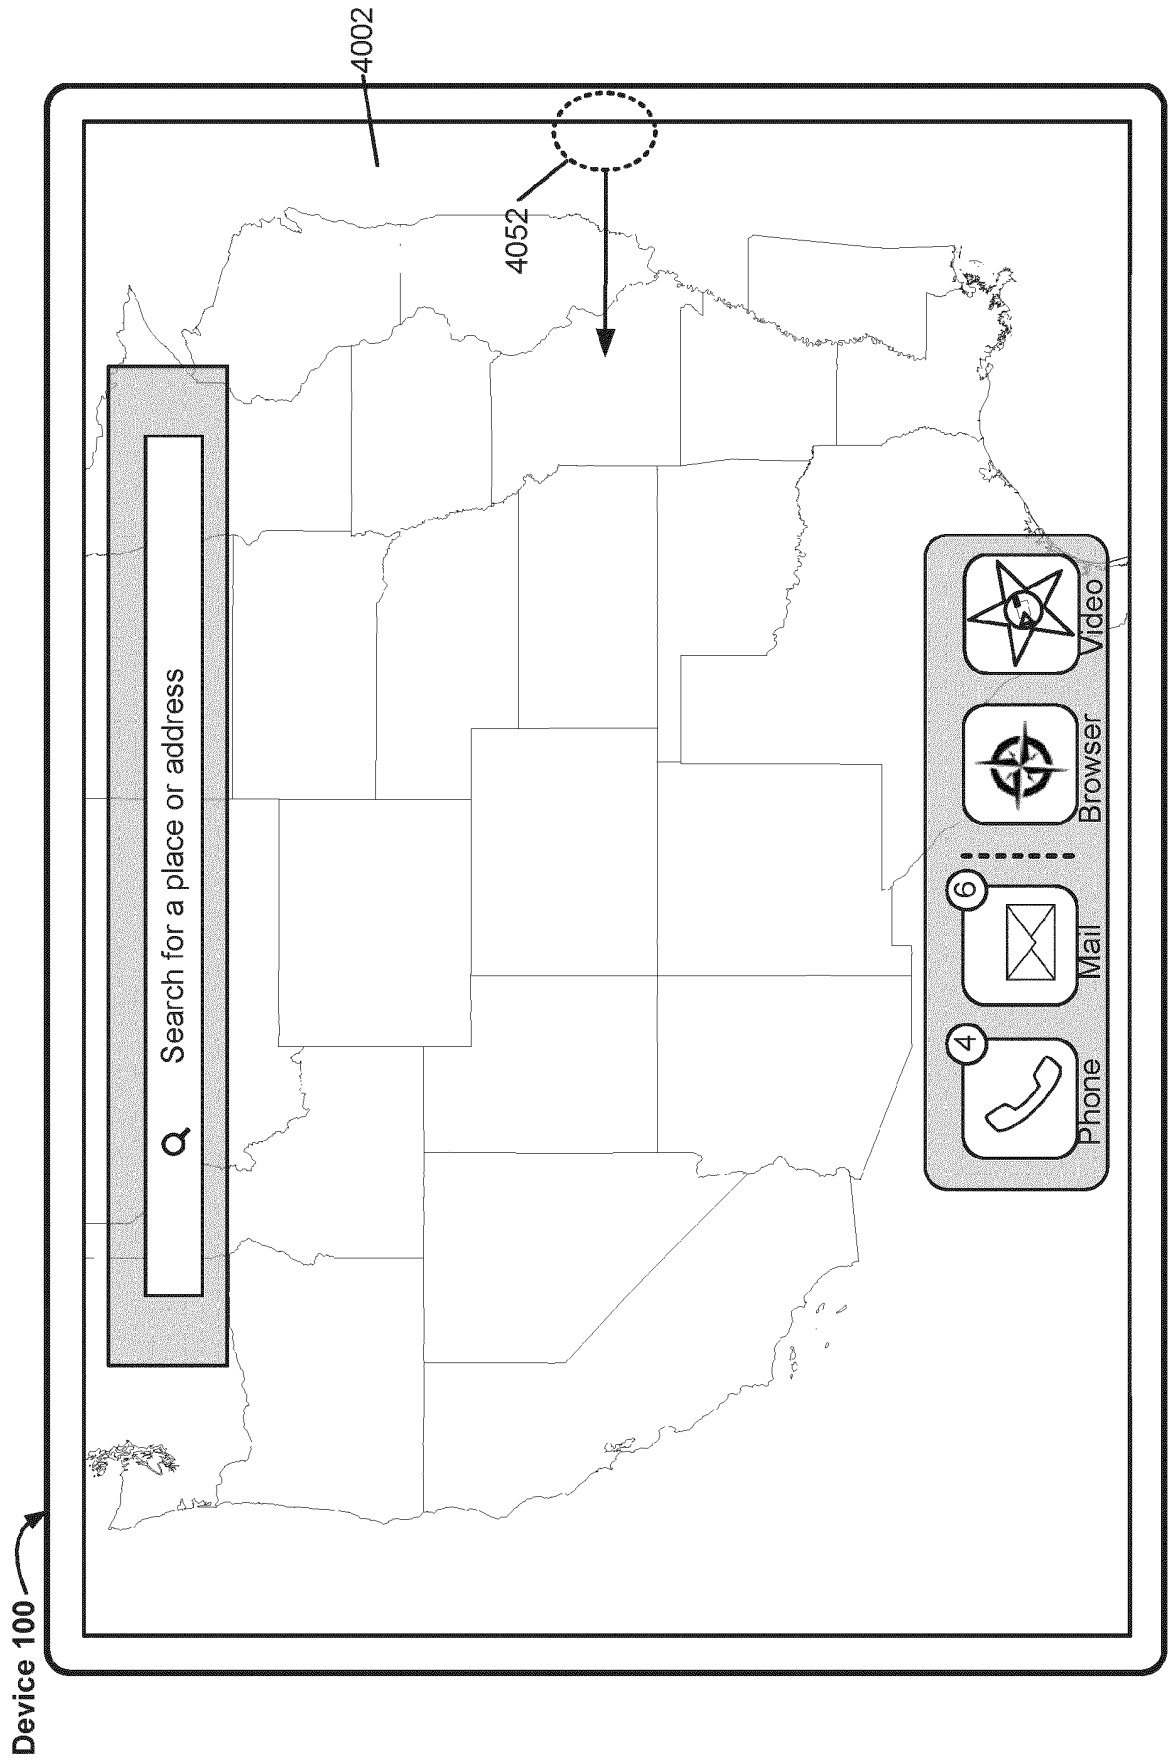 Device 100
4002
4052
Search for a place or address
4
6
Phone
Mail
Browser
Video